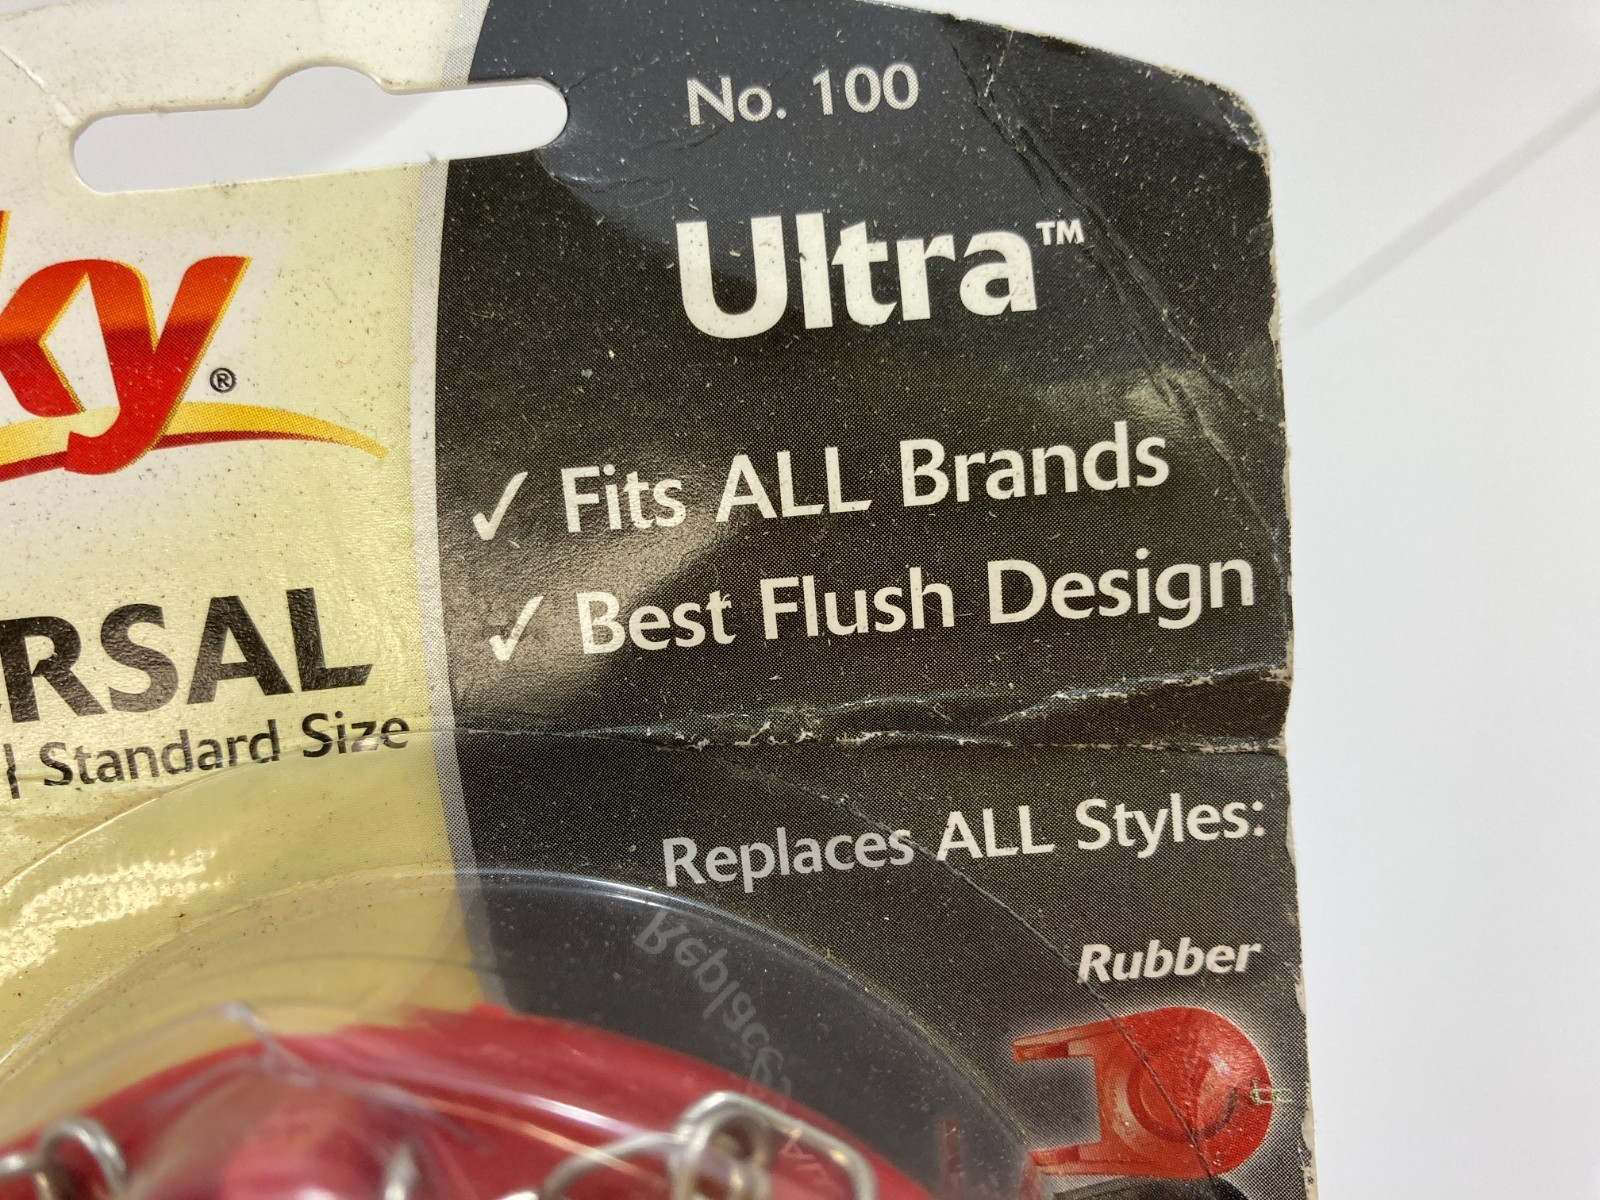 No. 100
Ultra™
ky®
✓ Fits ALL Brands
✓ Best Flush Design
RSAL
| Standard Size
Replaces ALL Styles:
Rubber